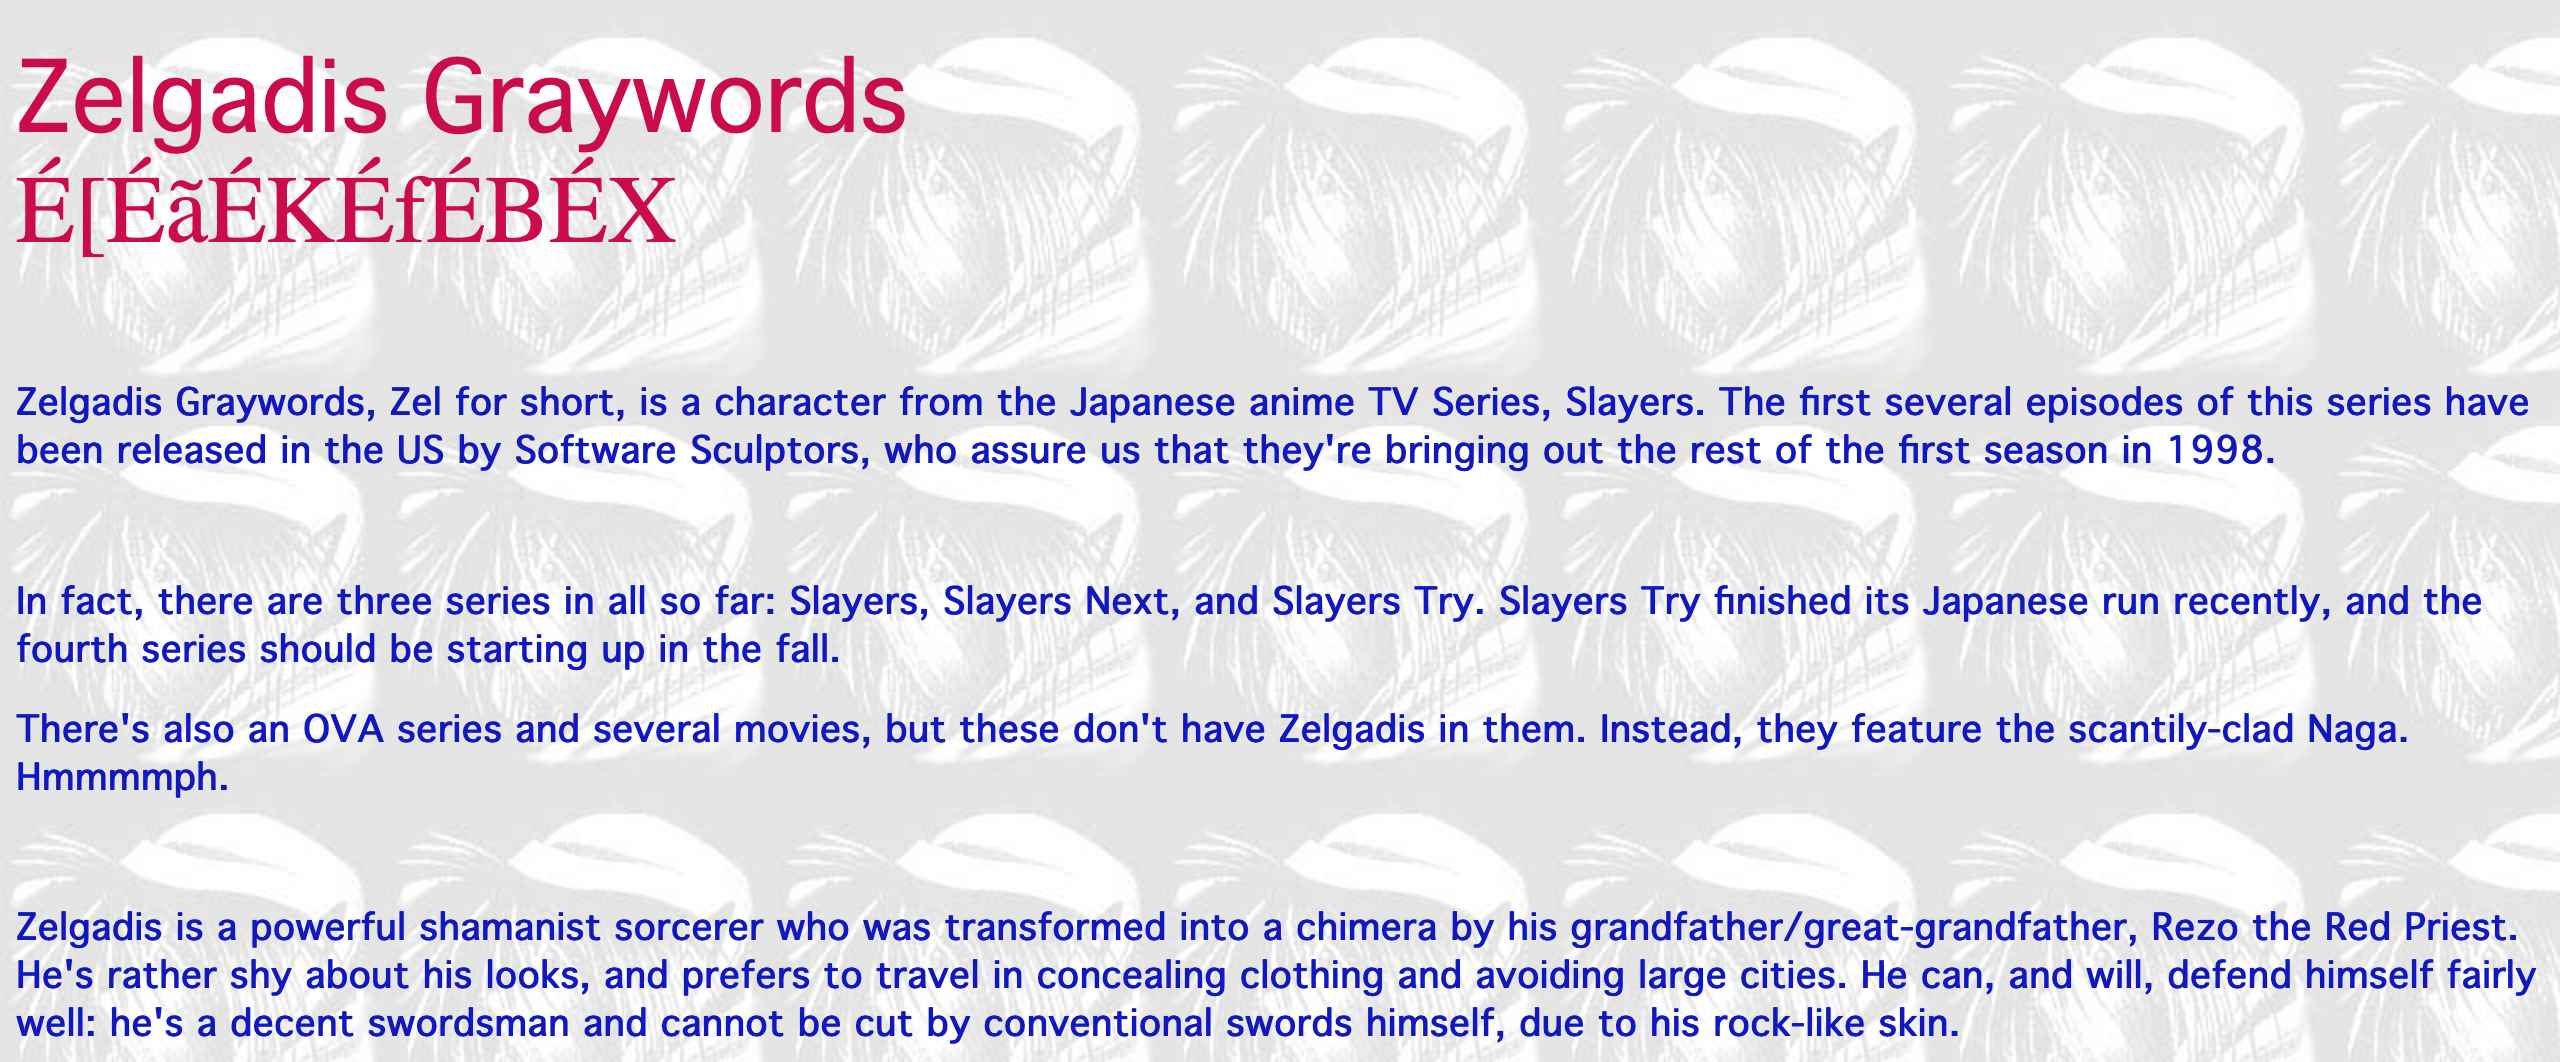 Zelgadis Graywords
É[ÉãÉKÉfÉBÉX
Zelgadis Graywords, Zel for short, is a character from the Japanese anime TV Series, Slayers. The first several episodes of this series have
been released in the US by Software Sculptors, who assure us that they're bringing out the rest of the first season in 1998.
In fact, there are three series in all so far: Slayers, Slayers Next, and Slayers Try. Slayers Try finished its Japanese run recently, and the
fourth series should be starting up in the fall.
There's also an OVA series and several movies, but these don't have Zelgadis in them. Instead, they feature the scantily-clad Naga.
Hmmmmph.
Zelgadis is a powerful shamanist sorcerer who was transformed into a chimera by his grandfather/great-grandfather, Rezo the Red Priest.
He's rather shy about his looks, and prefers to travel in concealing clothing and avoiding large cities. He can, and will, defend himself fairly
well: he's a decent swordsman and cannot be cut by conventional swords himself, due to his rock-like skin.